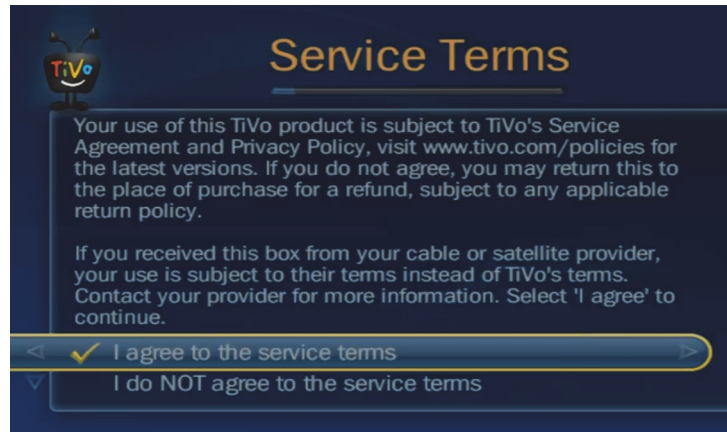 TiVo
Service Terms
Your use of this TiVo product is subject to TiVo's Service
Agreement and Privacy Policy, visit www.tivo.com/policies for
the latest versions. If you do not agree, you may return this to
the place of purchase for a refund, subject to any applicable
return policy.
If you received this box from your cable or satellite provider,
your use is subject to their terms instead of TiVo's terms.
Contact your provider for more information. Select 'I agree' to
continue.
I agree to the service terms
I do NOT agree to the service terms